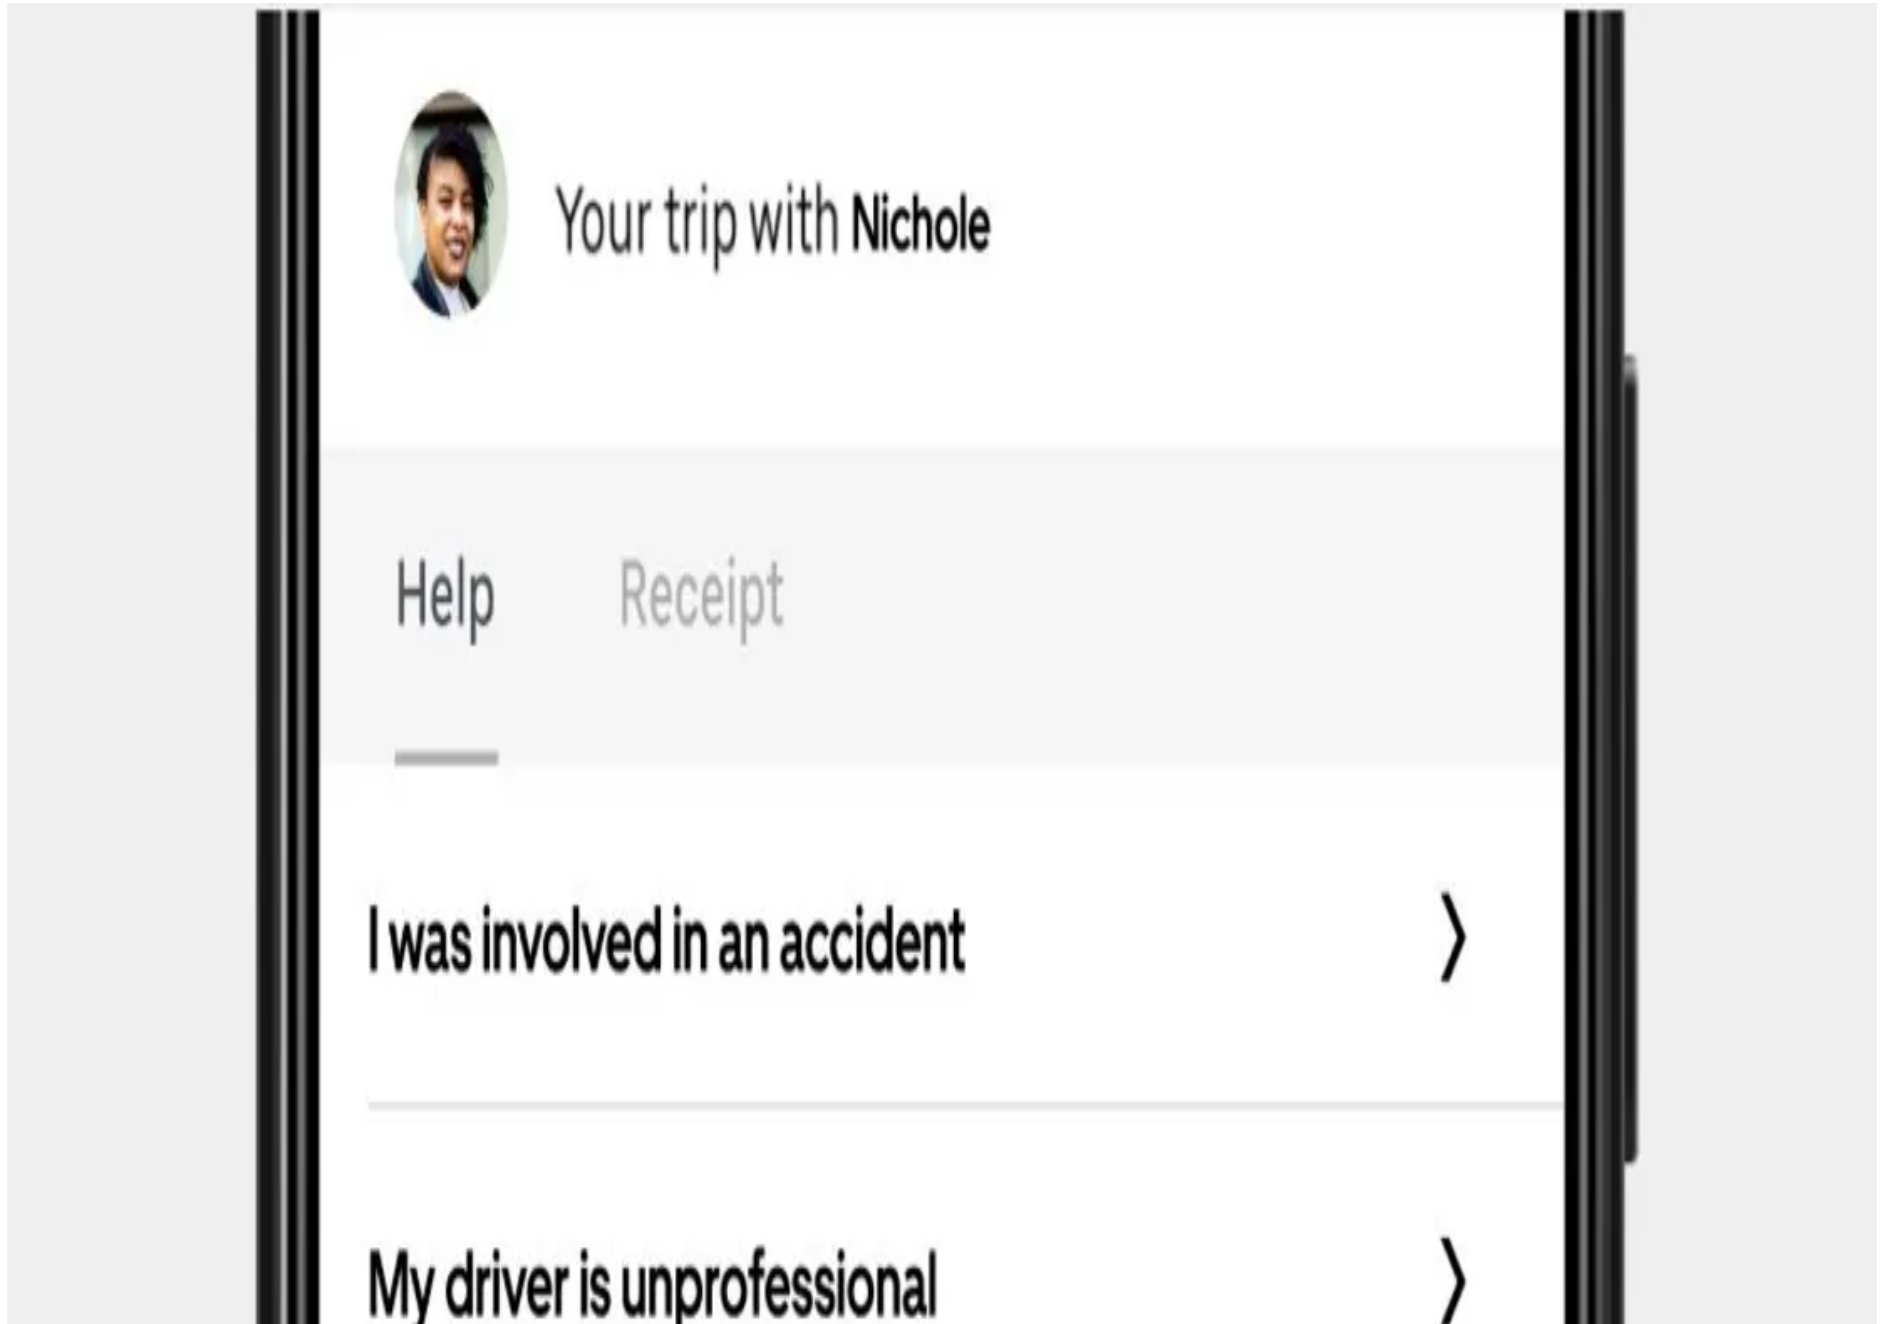 Your trip with Nichole
Help Receipt
I was involved in an accident
My driver is unprofessional